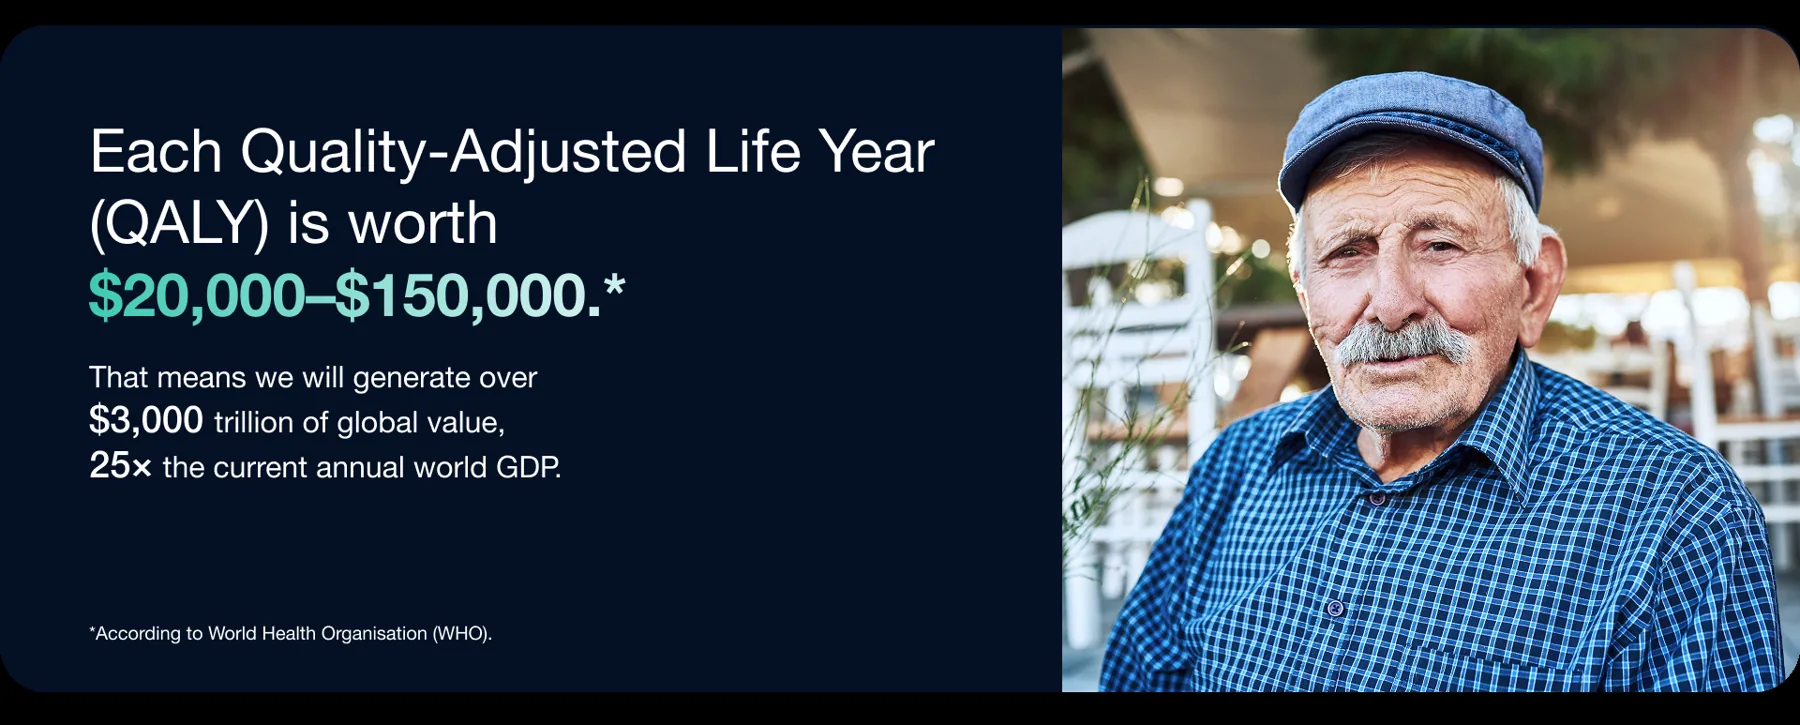 Each Quality-Adjusted Life Year
(QALY) is worth
$20,000–$150,000.*
That means we will generate over
$3,000 trillion of global value,
25x the current annual world GDP.
*According to World Health Organisation (WHO).